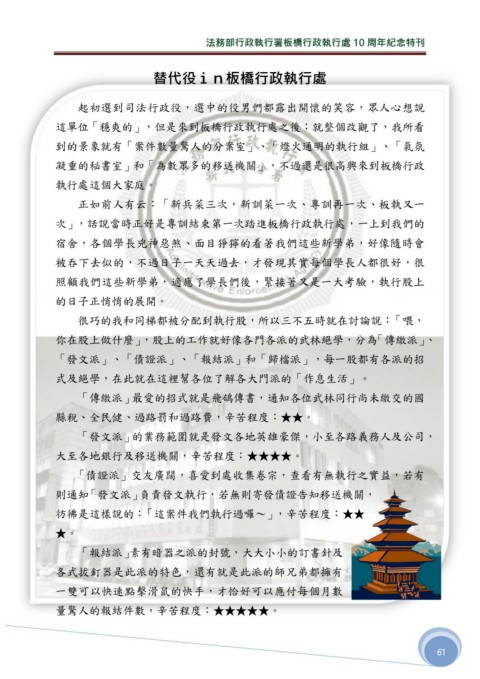 法務部行政執行署板橋行政執行處 10 周年紀念特刊
替代役ｉｎ板橋行政執行處
起初選到司法行政役，選中的役男們都露出開懷的笑容，眾人心想說
這單位「穩爽的」，但是來到板橋行政執行處之後；就整個改觀了，我所看
到的景象就有「案件數量驚人的分案室」、「燈火通明的執行組」、「氣氛
凝重的秘書室」和「為數眾多的移送機關」，不過還是很高興來到板橋行政
執行處這個大家庭。
正如前人有云：「新兵菜三次，新訓菜一次、專訓再一次、板執又一
次」，話說當時正好是專訓結束第一次踏進板橋行政執行處，一上到我們的
宿舍，各個學長兇神惡煞、面目猙獰的看著我們這些新學弟，好像隨時會
被吞下去似的，不過日子一天天過去，才發現其實每個學長人都很好，很
照顧我們這些新學弟，適應了學長們後，緊接著又是一大考驗，執行股上
的日子正悄悄的展開。
很巧的我和同梯都被分配到執行股，所以三不五時就在討論說：「喂，
你在股上做什麼」，股上的工作就好像各門各派的武林絕學，分為「傳繳派」、
「發文派」、「債證派」、「報結派」和「歸檔派」，每一股都有各派的招
式及絕學，在此就在這裡幫各位了解各大門派的「作息生活」。
「傳繳派」最愛的招式就是飛鴿傳書，通知各位武林同行尚未繳交的國
縣稅、全民健、過路罰和過路費，辛苦程度：★★。
「發文派」的業務範圍就是發文各地英雄豪傑，小至各路義務人及公司，
大至各地銀行及移送機關，辛苦程度：★★★★。
「債證派」交友廣闊，喜愛到處收集卷宗，查看有無執行之實益，若有
則通知「發文派」負責發文執行，若無則寄發債證告知移送機關，
彷彿是這樣說的：「這案件我們執行過囉～」，辛苦程度：★★
★。
「報結派」素有暗器之派的封號，大大小小的訂書針及
各式拔釘器是此派的特色，還有就是此派的師兄弟都擁有
一雙可以快速點擊滑鼠的快手，才恰好可以應付每個月數
量驚人的報結件數，辛苦程度：★★★★★。
61